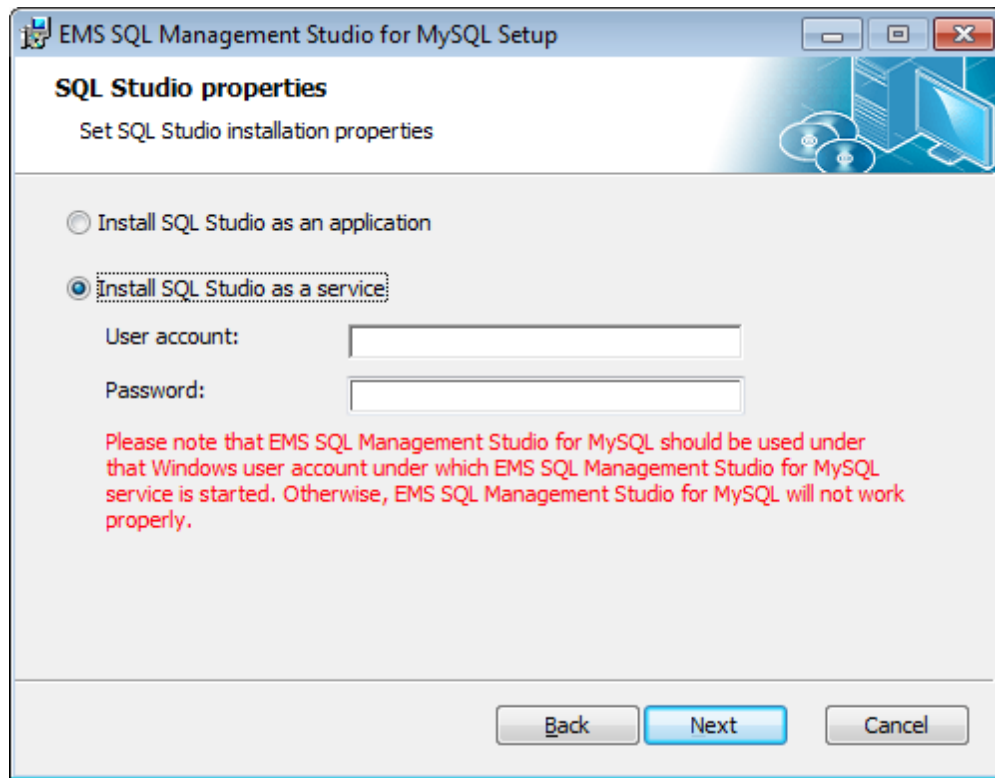 EMS SQL Management Studio for MySQL Setup
SQL Studio properties
Set SQL Studio installation properties
Install SQL Studio as an application
Install SQL Studio as a service
User account:
Password:
Please note that EMS SQL Management Studio for MySQL should be used under
that Windows user account under which EMS SQL Management Studio for MySQL
service is started. Otherwise, EMS SQL Management Studio for MySQL will not work
properly.
Back Next Cancel